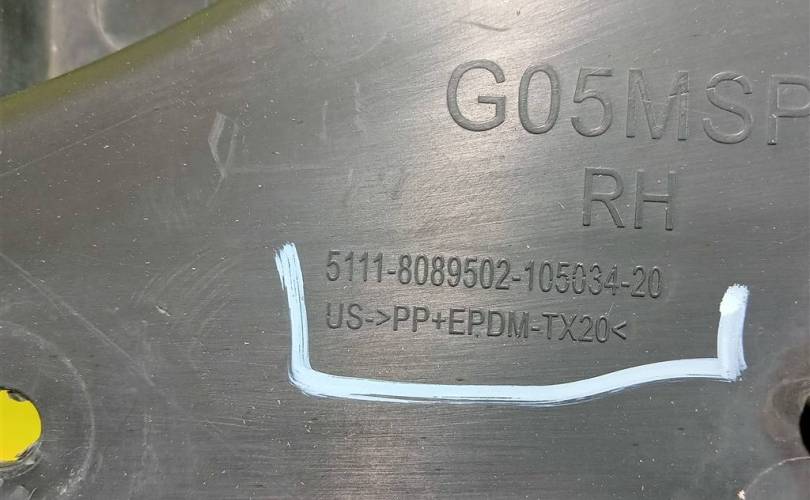 G05MSP
RH
5111-8089502-105034-20
US->PP+EPDM-TX20<